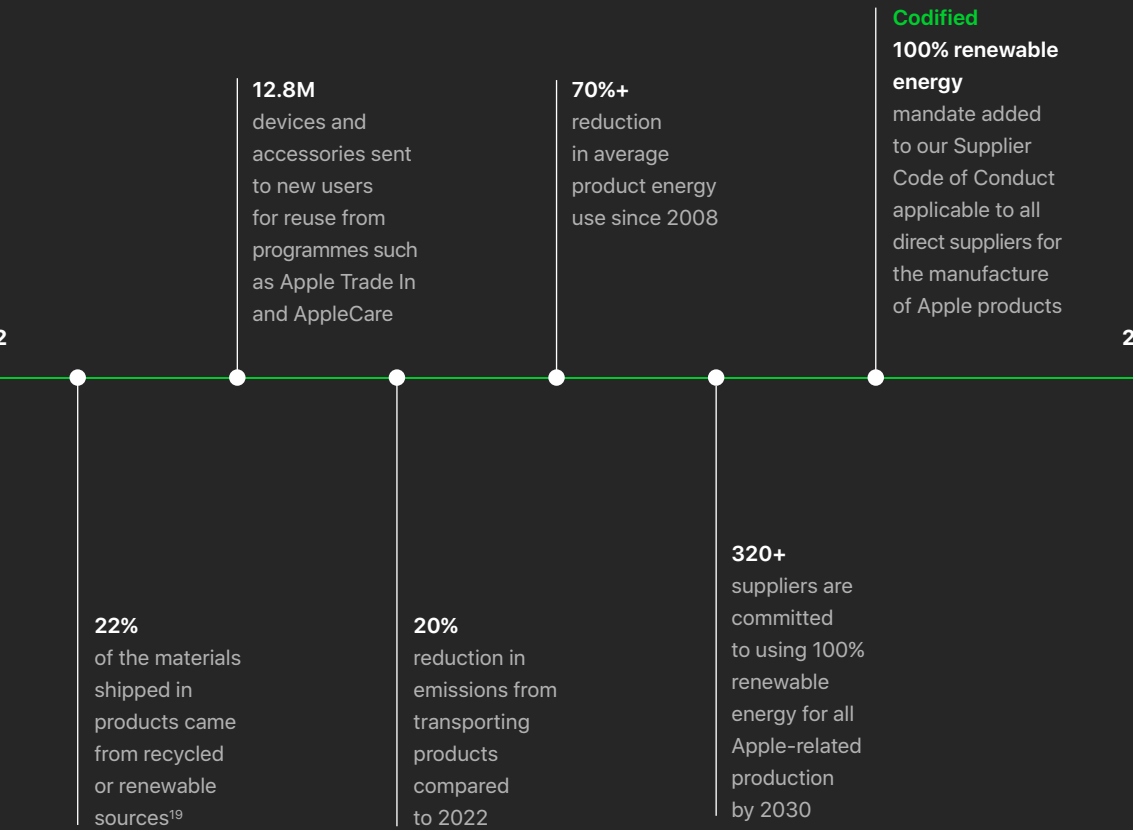 Codified
100% renewable
energy
mandate added
to our Supplier
Code of Conduct
applicable to all
direct suppliers for
the manufacture
of Apple products
12.8M
devices and
accessories sent
to new users
for reuse from
programmes such
as Apple Trade In
and AppleCare
70%+
reduction
in average
product energy
use since 2008
2
2
22%
of the materials
shipped in
products came
from recycled
or renewable
sources¹⁹
20%
reduction in
emissions from
transporting
products
compared
to 2022
320+
suppliers are
committed
to using 100%
renewable
energy for all
Apple-related
production
by 2030